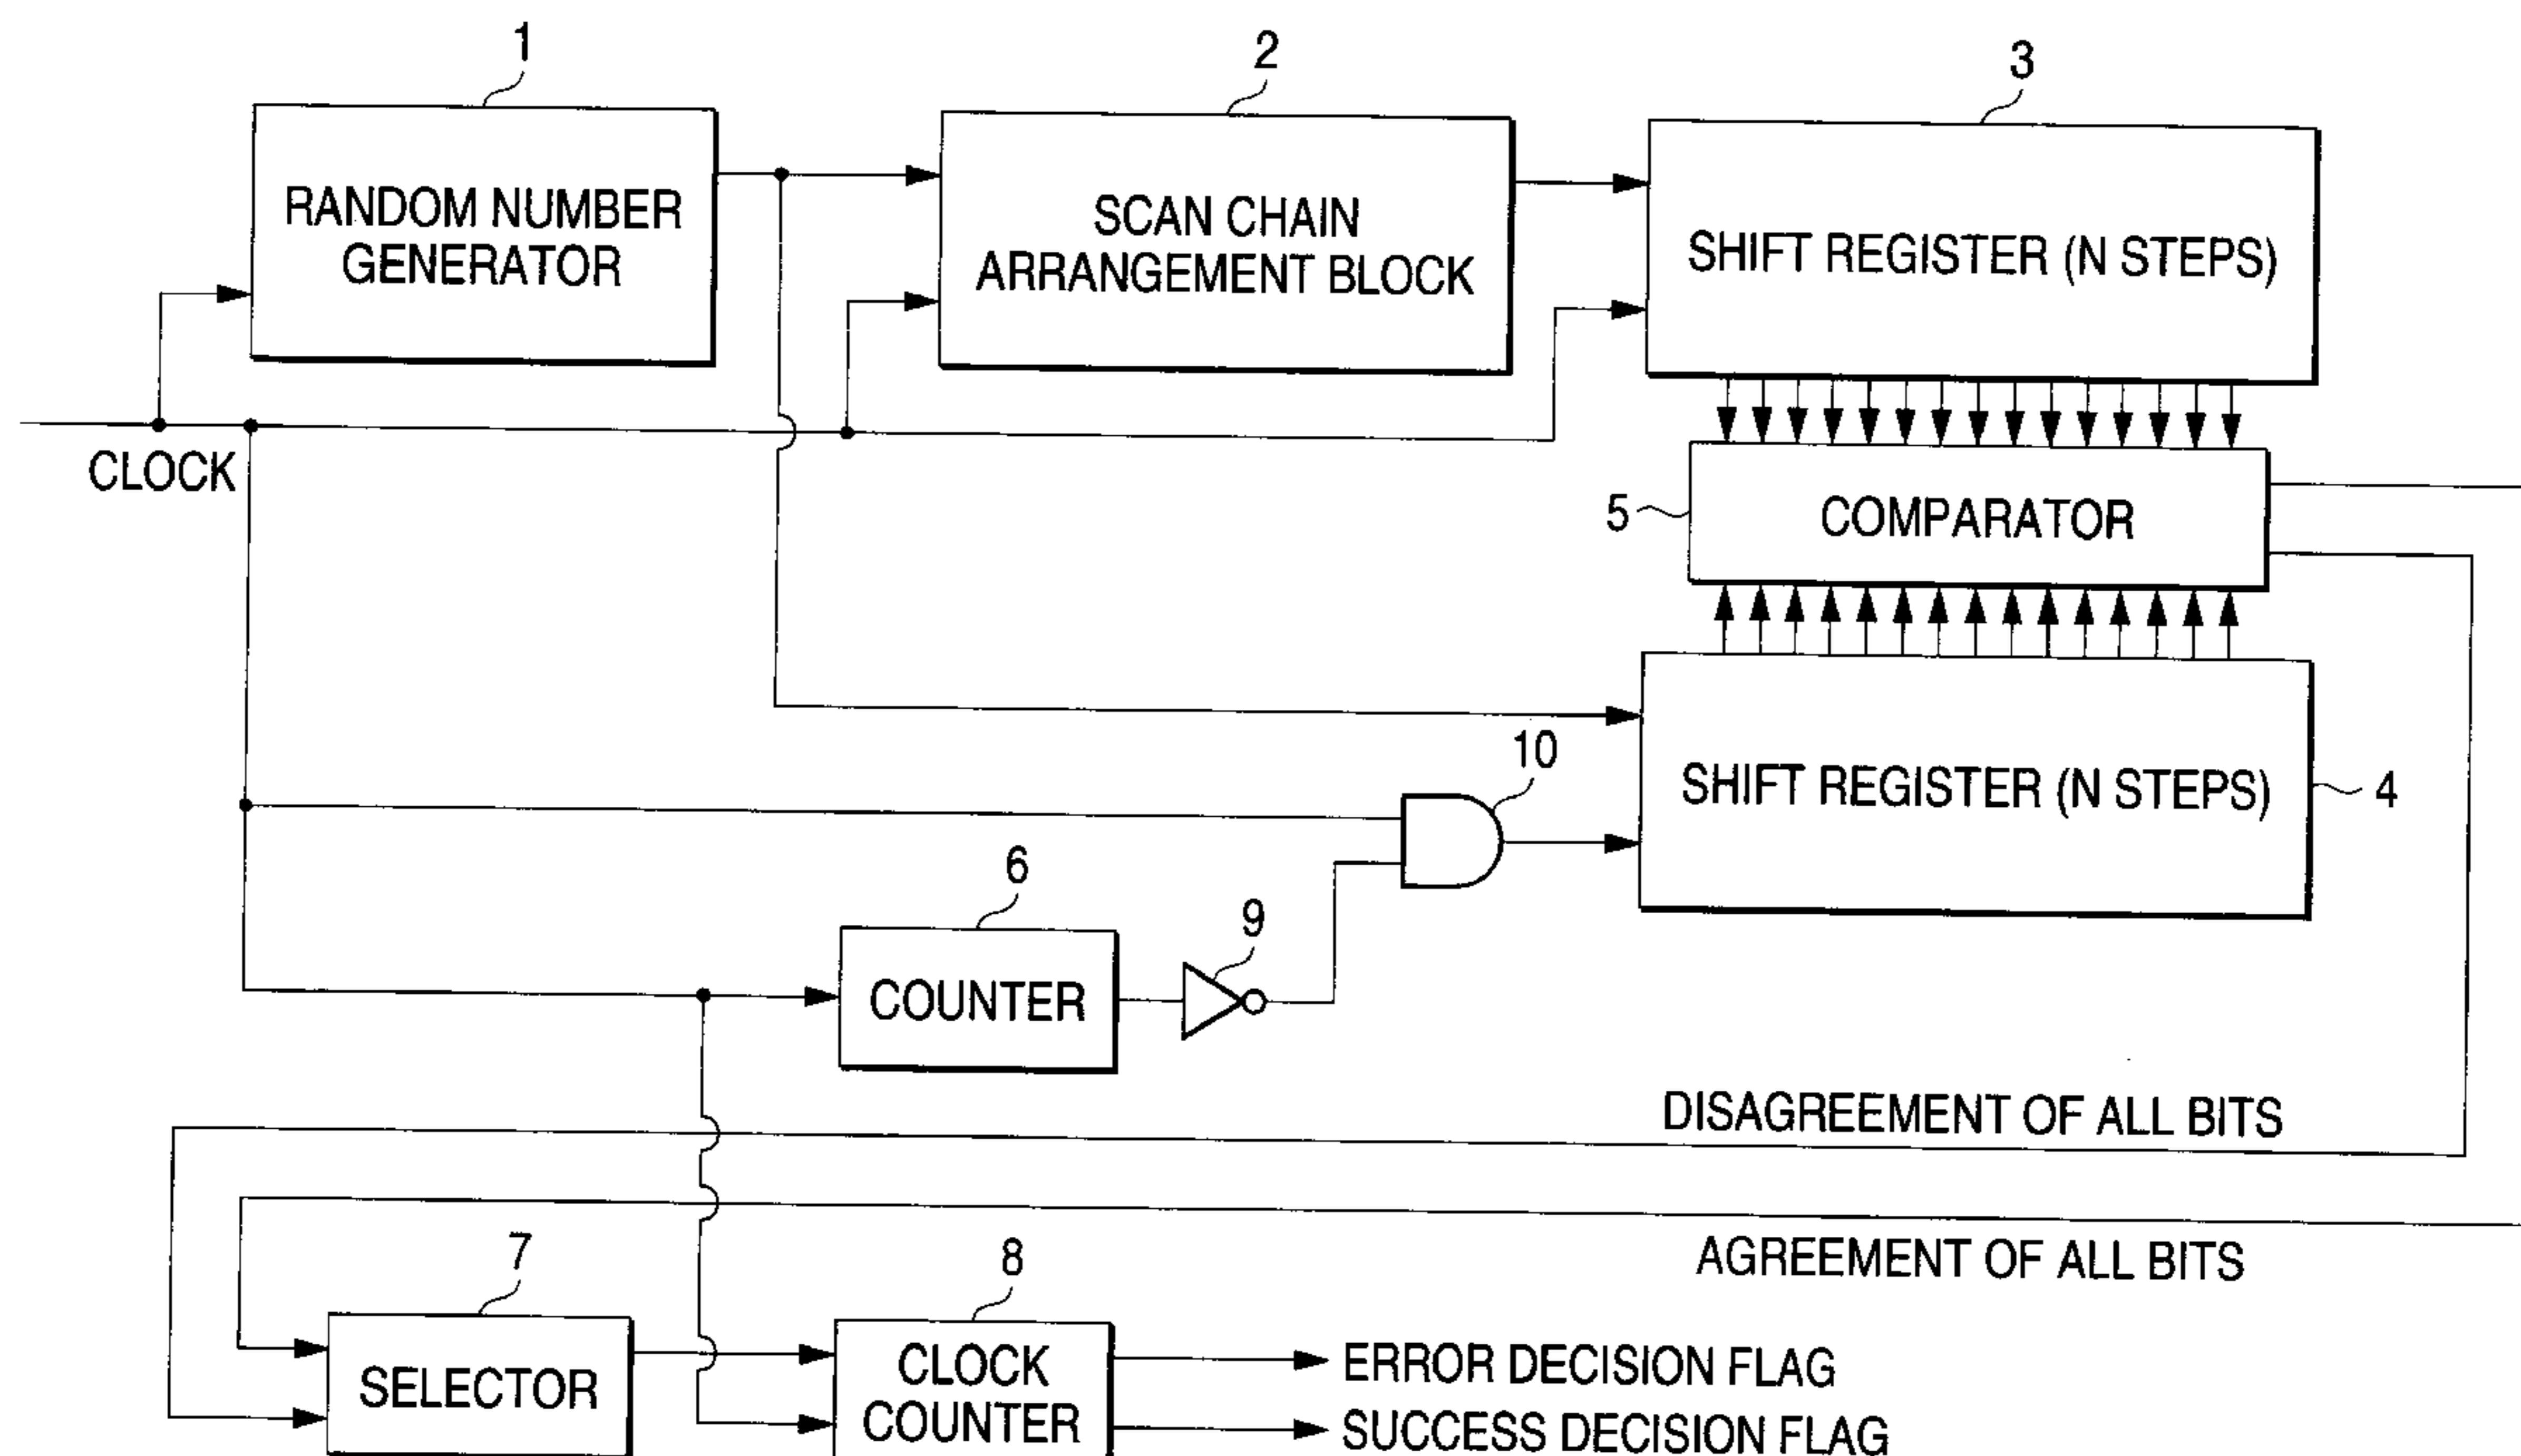 1
2
3
RANDOM NUMBER
GENERATOR
SCAN CHAIN
ARRANGEMENT BLOCK
SHIFT REGISTER (N STEPS)
CLOCK
5
COMPARATOR
10
SHIFT REGISTER (N STEPS)
4
6
9
COUNTER
DISAGREEMENT OF ALL BITS
AGREEMENT OF ALL BITS
7
8
SELECTOR
CLOCK
COUNTER
ERROR DECISION FLAG
SUCCESS DECISION FLAG